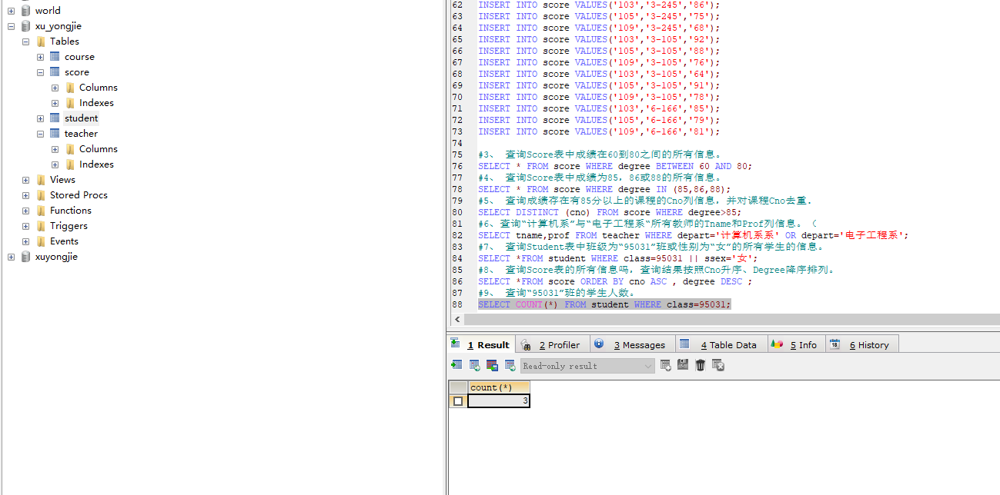 world
xu_yongjie
Tables
course
score
Columns
Indexes
student
teacher
Columns
Indexes
Views
Stored Procs
Functions
Triggers
Events
xuyongjie
62 INSERT INTO score VALUES('103','3-245','86');
63 INSERT INTO score VALUES('105','3-245','75');
64 INSERT INTO score VALUES('109','3-245','68');
65 INSERT INTO score VALUES('103','3-105','92');
66 INSERT INTO score VALUES('105','3-105','88');
67 INSERT INTO score VALUES('109','3-105','76');
68 INSERT INTO score VALUES('103','3-105','64');
69 INSERT INTO score VALUES('105','3-105','91');
70 INSERT INTO score VALUES('109','3-105','78');
71 INSERT INTO score VALUES('103','6-166','85');
72 INSERT INTO score VALUES('105','6-166','79');
73 INSERT INTO score VALUES('109','6-166','81');
74
75 #3、 查询Score表中成绩在60到80之间的所有信息。
76 SELECT * FROM score WHERE degree BETWEEN 60 AND 80;
77 #4、 查询Score表中成绩为85，86或88的所有信息。
78 SELECT * FROM score WHERE degree IN (85,86,88);
79 #5、 查询成绩存在有85分以上的课程的Cno列信息，并对课程Cno去重。
80 SELECT DISTINCT (cno) FROM score WHERE degree>85;
81 #6、查询“计算机系”与“电子工程系“所有教师的Tname和Prof列信息。（
82 SELECT tname,prof FROM teacher WHERE depart='计算机系系' OR depart='电子工程系';
83 #7、 查询Student表中班级为“95031”班或性别为“女”的所有学生的信息。
84 SELECT *FROM student WHERE class=95031 || ssex='女';
85 #8、 查询Score表的所有信息吗，查询结果按照Cno升序、Degree降序排列。
86 SELECT *FROM score ORDER BY cno ASC , degree DESC ;
87 #9、 查询“95031”班的学生人数。
88 SELECT COUNT(*) FROM student WHERE class=95031;
1 Result 2 Profiler 3 Messages 4 Table Data 5 Info 18 6 History
Read-only result
count(*)
3